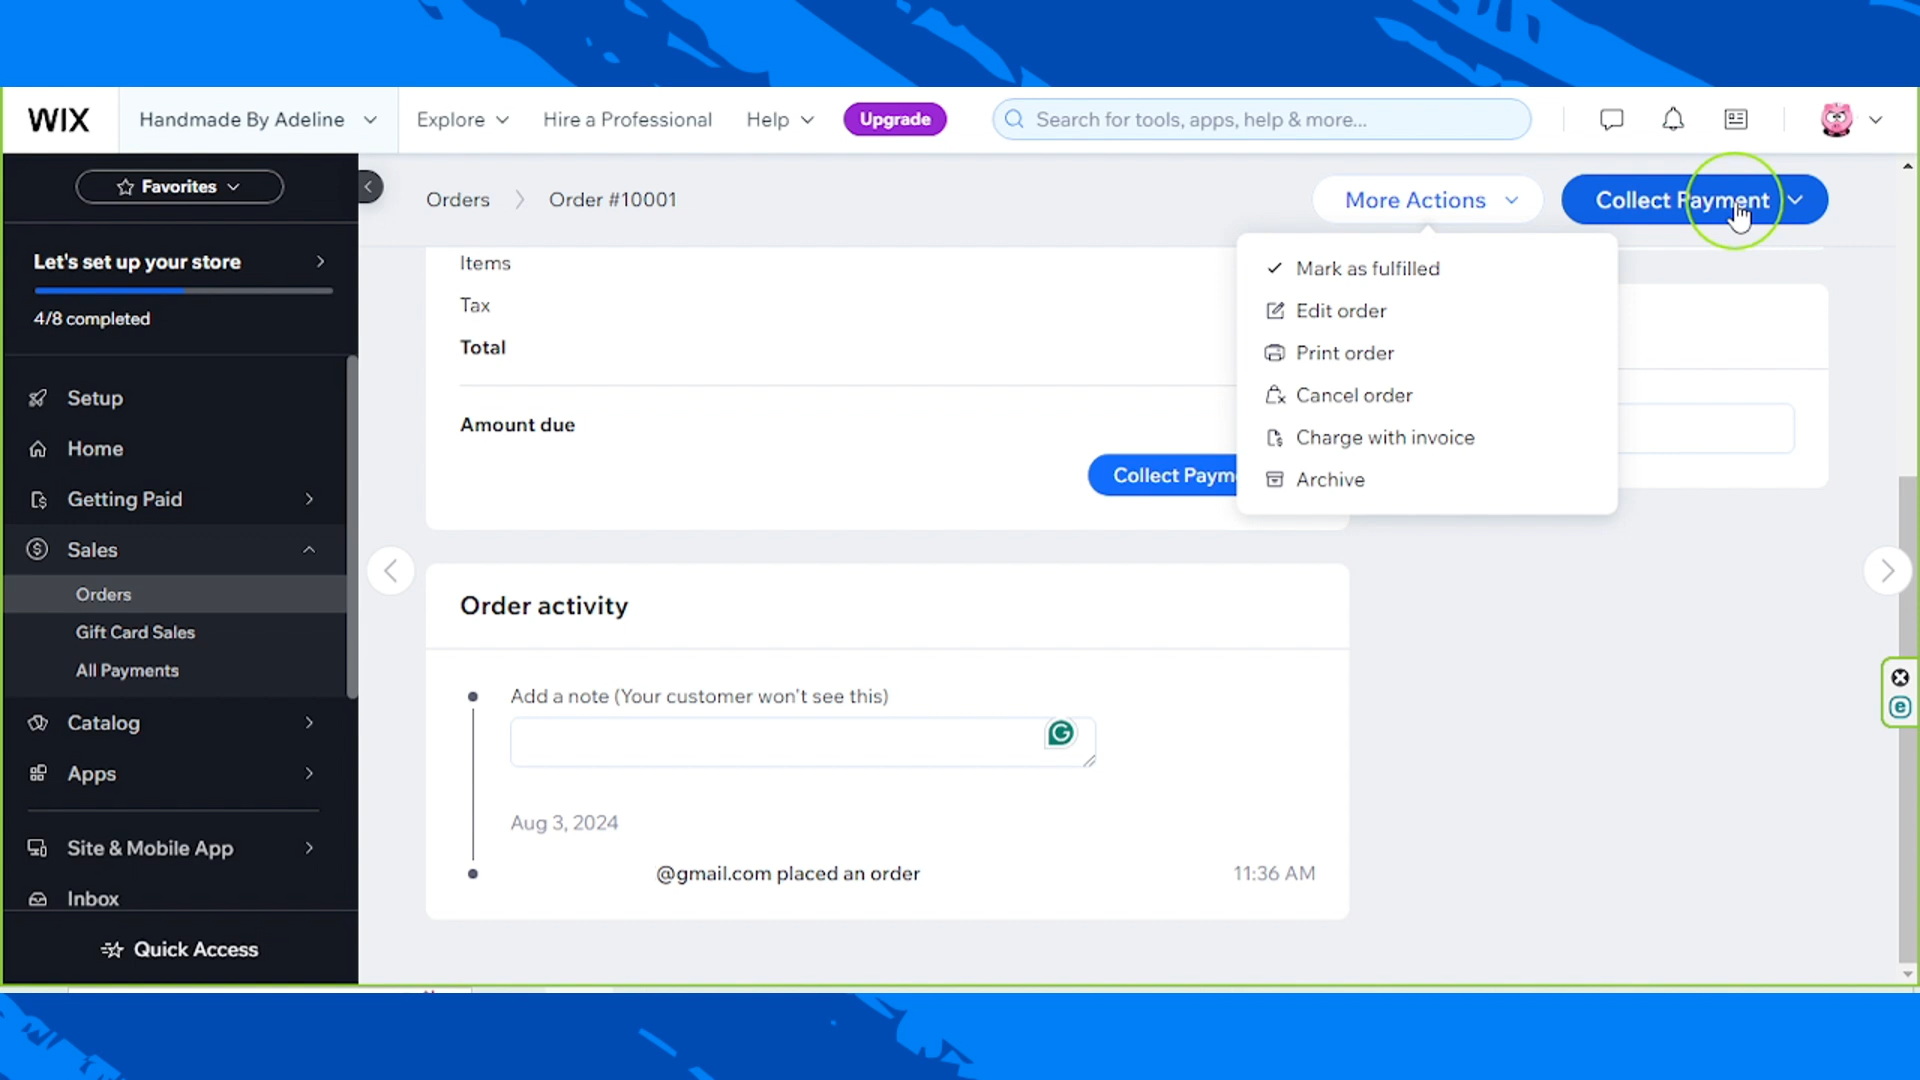 WIX
Handmade By Adeline
Explore
Hire a Professional
Help
Upgrade
Search for tools, apps, help & more...
Favorites
Let's set up your store
4/8 completed
Setup
Home
Getting Paid
Sales
Orders
Gift Card Sales
All Payments
Catalog
Apps
Site & Mobile App
Inbox
Quick Access
Orders
Order #10001
More Actions
Collect Payment
Mark as fulfilled
Edit order
Print order
Cancel order
Charge with invoice
Archive
Items
Tax
Total
Amount due
Collect Paym
Order activity
Add a note (Your customer won't see this)
Aug 3, 2024
@gmail.com placed an order
11:36 AM